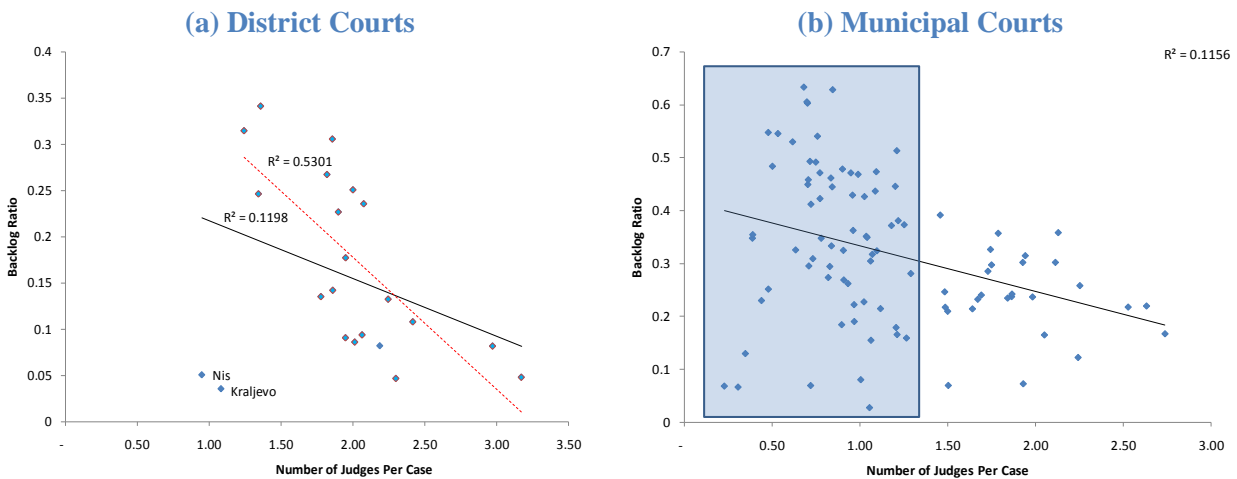 (a) District Courts
0.4
0.35
0.3
0.25
0.2
0.15
0.1
0.05
0
Backlog Ratio
R² = 0.5301
R² = 0.1198
Nis
Kraljevo
-
0.50
1.00
1.50
2.00
2.50
3.00
3.50
Number of Judges Per Case
(b) Municipal Courts
R² = 0.1156
0.7
0.6
0.5
0.4
0.3
0.2
0.1
0
Backlog Ratio
-
0.50
1.00
1.50
2.00
2.50
3.00
Number of Judges Per Case